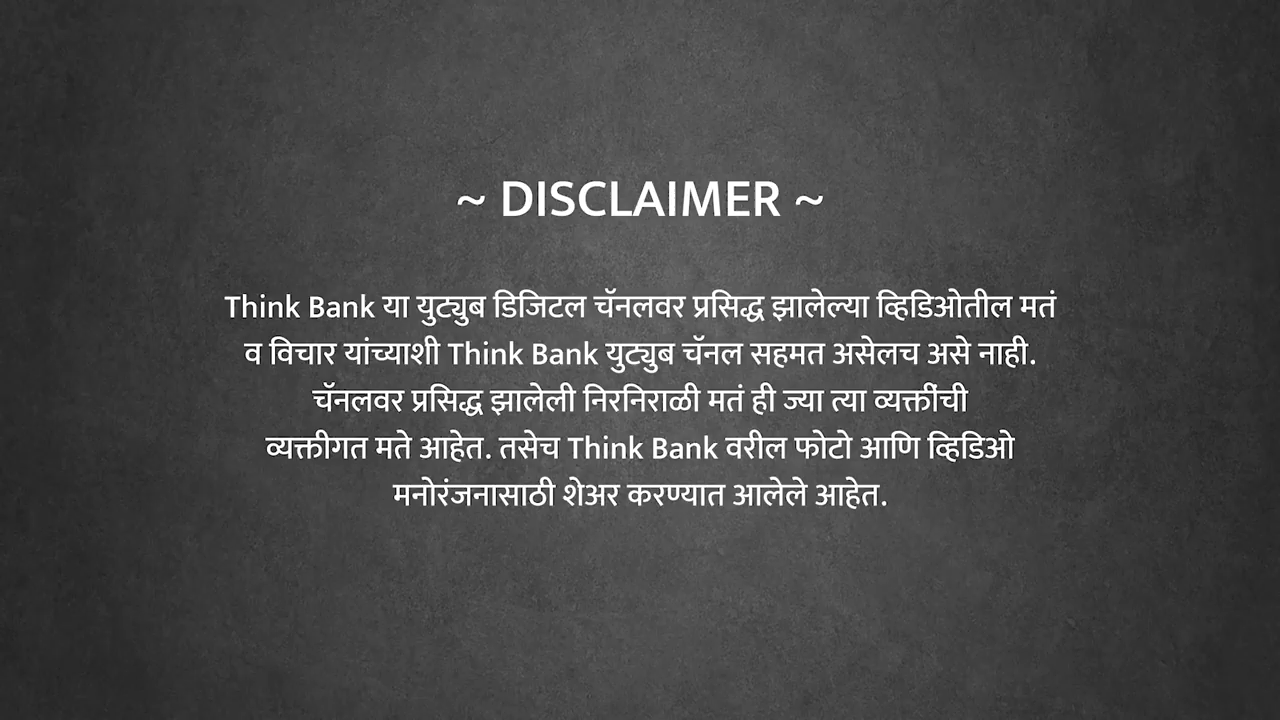 ~ DISCLAIMER ~
Think Bank या युट्युब डिजिटल चॅनलवर प्रसिद्ध झालेल्या व्हिडिओतील मतं
व विचार यांच्याशी Think Bank युट्युब चॅनल सहमत असेलच असे नाही.
चॅनलवर प्रसिद्ध झालेली निरनिराळी मतं ही ज्या त्या व्यक्तींची
व्यक्तीगत मते आहेत. तसेच Think Bank वरील फोटो आणि व्हिडिओ
मनोरंजनासाठी शेअर करण्यात आलेले आहेत.